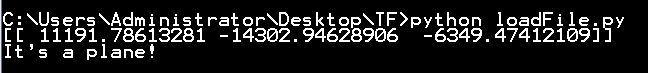 C:\Users\Administrator\Desktop\TF>python loadFile.py
[[ 11191.78613281 -14302.94628906  -6349.47412109]]
It's a plane!